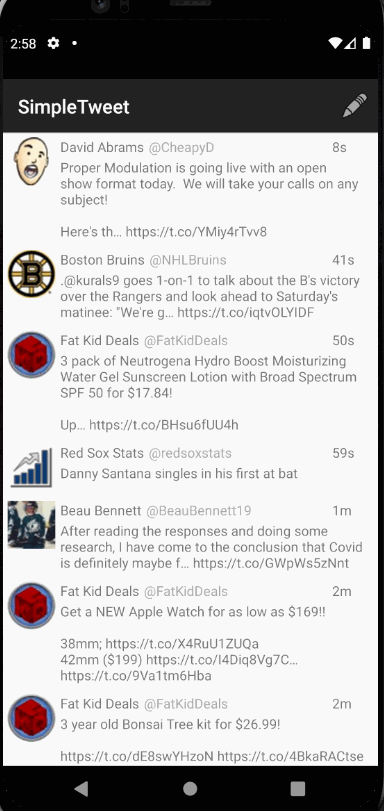 2:58
SimpleTweet
David Abrams @CheapyD 8s
Proper Modulation is going live with an open
show format today. We will take your calls on any
subject!
Here's th… https://t.co/YMiy4rTvv8
Boston Bruins @NHLBruins 41s
.@kurals9 goes 1-on-1 to talk about the B's victory
over the Rangers and look ahead to Saturday's
matinee: "We're g… https://t.co/iqtvOLYIDF
Fat Kid Deals @FatKidDeals 50s
3 pack of Neutrogena Hydro Boost Moisturizing
Water Gel Sunscreen Lotion with Broad Spectrum
SPF 50 for $17.84!
Up… https://t.co/BHsu6fUU4h
Red Sox Stats @redsoxstats 59s
Danny Santana singles in his first at bat
Beau Bennett @BeauBennett19 1m
After reading the responses and doing some
research, I have come to the conclusion that Covid
is definitely maybe f… https://t.co/GWpWs5zNnt
Fat Kid Deals @FatKidDeals 2m
Get a NEW Apple Watch for as low as $169!!
38mm; https://t.co/X4RuU1ZUQa
42mm ($199) https://t.co/I4Diq8Vg7C…
https://t.co/9Va1tm6Hba
Fat Kid Deals @FatKidDeals 2m
3 year old Bonsai Tree kit for $26.99!
https://t.co/dE8swYHzoN https://t.co/4BkaRACtse